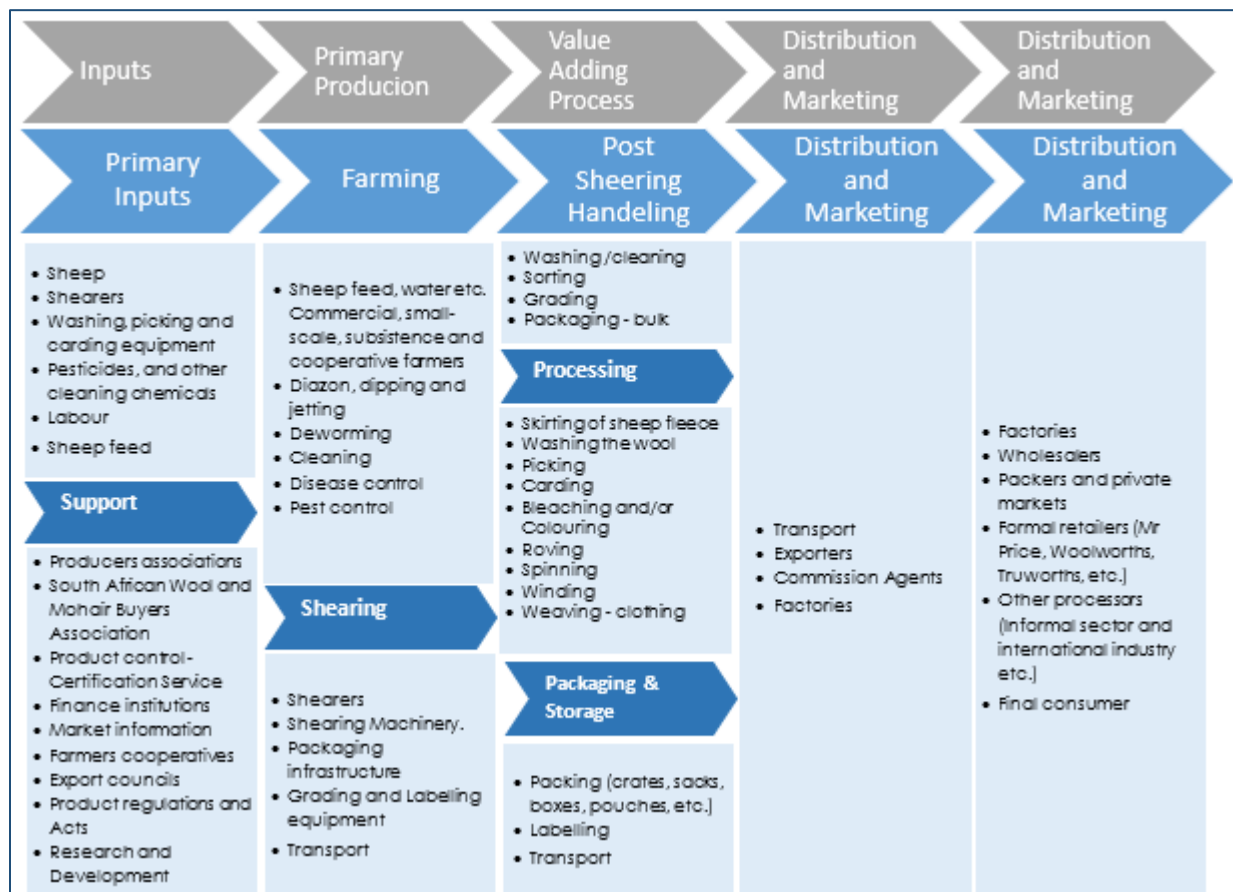 Inputs
Primary
Producion
Value
Adding
Process
Distribution
and
Marketing
Distribution
and
Marketing
Primary
Inputs
Farming
Post
Sheering
Handeling
Distribution
and
Marketing
Distribution
and
Marketing
• Sheep
• Shearers
• Washing, picking and
carding equipment
• Pesticides, and other
cleaning chemicals
• Labour
• Sheep feed
Support
• Producers associations
• South African Wool and
Mohair Buyers
Association
• Product control-
Certification Service
• Finance institutions
• Market information
• Farmers cooperatives
• Export councils
• Product regulations and
Acts
• Research and
Development
• Sheep feed, water etc.
Commercial, small-
scale, subsistence and
cooperative farmers
• Diazon, dipping and
jetting
• Deworming
• Cleaning
• Disease control
• Pest control
Shearing
• Shearers
• Shearing Machinery.
• Packaging
infrastructure
• Grading and Labelling
equipment
• Transport
• Washing /cleaning
• Sorting
• Grading
• Packaging - bulk
Processing
• Skirting of sheep fleece
• Washing the wool
• Picking
• Carding
• Bleaching and/or
Colouring
• Roving
• Spinning
• Winding
• Weaving - clothing
Packaging &
Storage
• Packing (crates, sacks,
boxes, pouches, etc.)
• Labelling
• Transport
• Transport
• Exporters
• Commission Agents
• Factories
• Factories
• Wholesalers
• Packers and private
markets
• Formal retailers (Mr
Price, Woolworths,
Truworths, etc.)
• Other processors
(Informal sector and
international industry
etc.)
• Final consumer